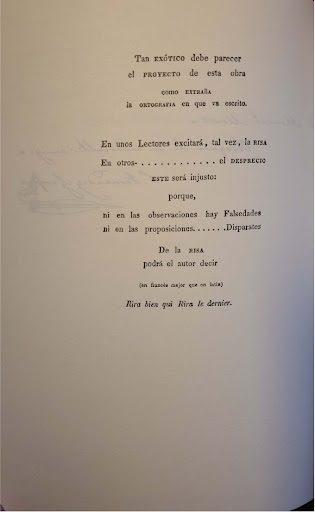 Tan EXÓTICO debe parecer
el PROYECTO de esta obra
como EXTRAÑA
la ORTOGRAFIA en que va escrito.
En unos Lectores excitará, tal vez, la RISA
En otros. . . . . . . . . . . . . el DESPRECIO
ESTE será injusto:
porque,
ni en las observaciones hay Falsedades
ni en las proposiciones. . . . . . .Disparates
De la RISA
podrá el autor decir
(en francés mejor que en latín)
Rira bien qui Rira le dernier.